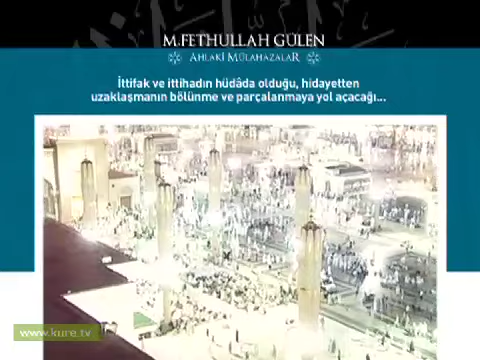 M.FETHULLAH GÜLEN
AHLAKİ MÜLAHAZALAR
İttifak ve ittihadın hüdâda olduğu, hidayetten
uzaklaşmanın bölünme ve parçalanmaya yol açacağı...
www.kure.tv